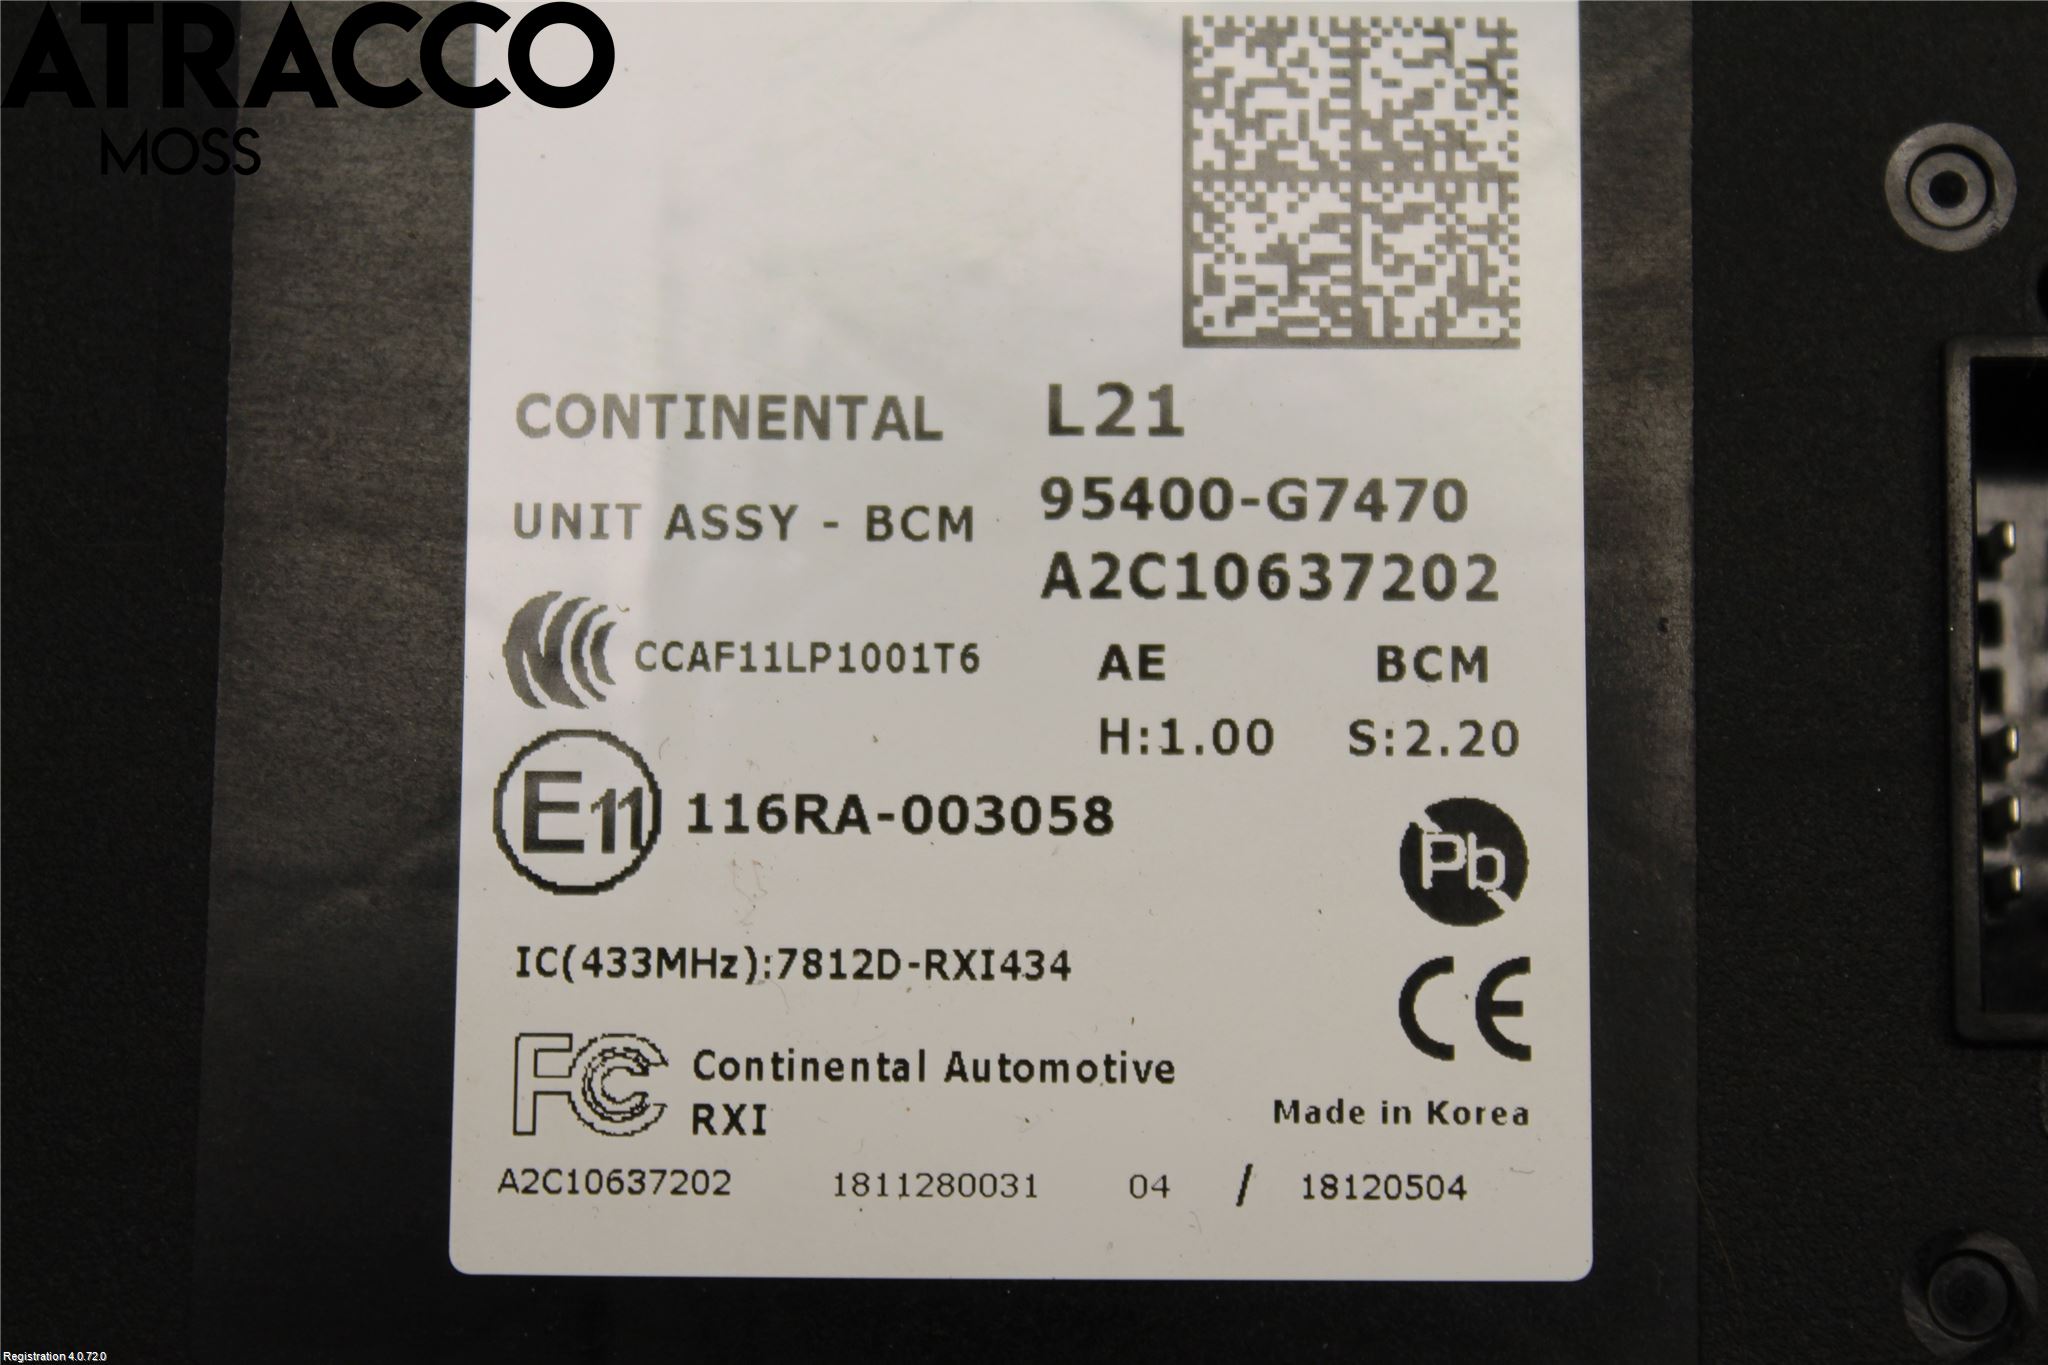 ATRACCO
MOSS
CONTINENTAL L21
UNIT ASSY - BCM 95400-G7470
A2C10637202
CCAF11LP1001T6 AE BCM
H:1.00 S:2.20
E11 116RA-003058
Pb
IC(433MHz):7812D-RXI434
CE
FC Continental Automotive
RXI
Made in Korea
A2C10637202 1811280031 04 / 18120504
Registration 4.0.72.0